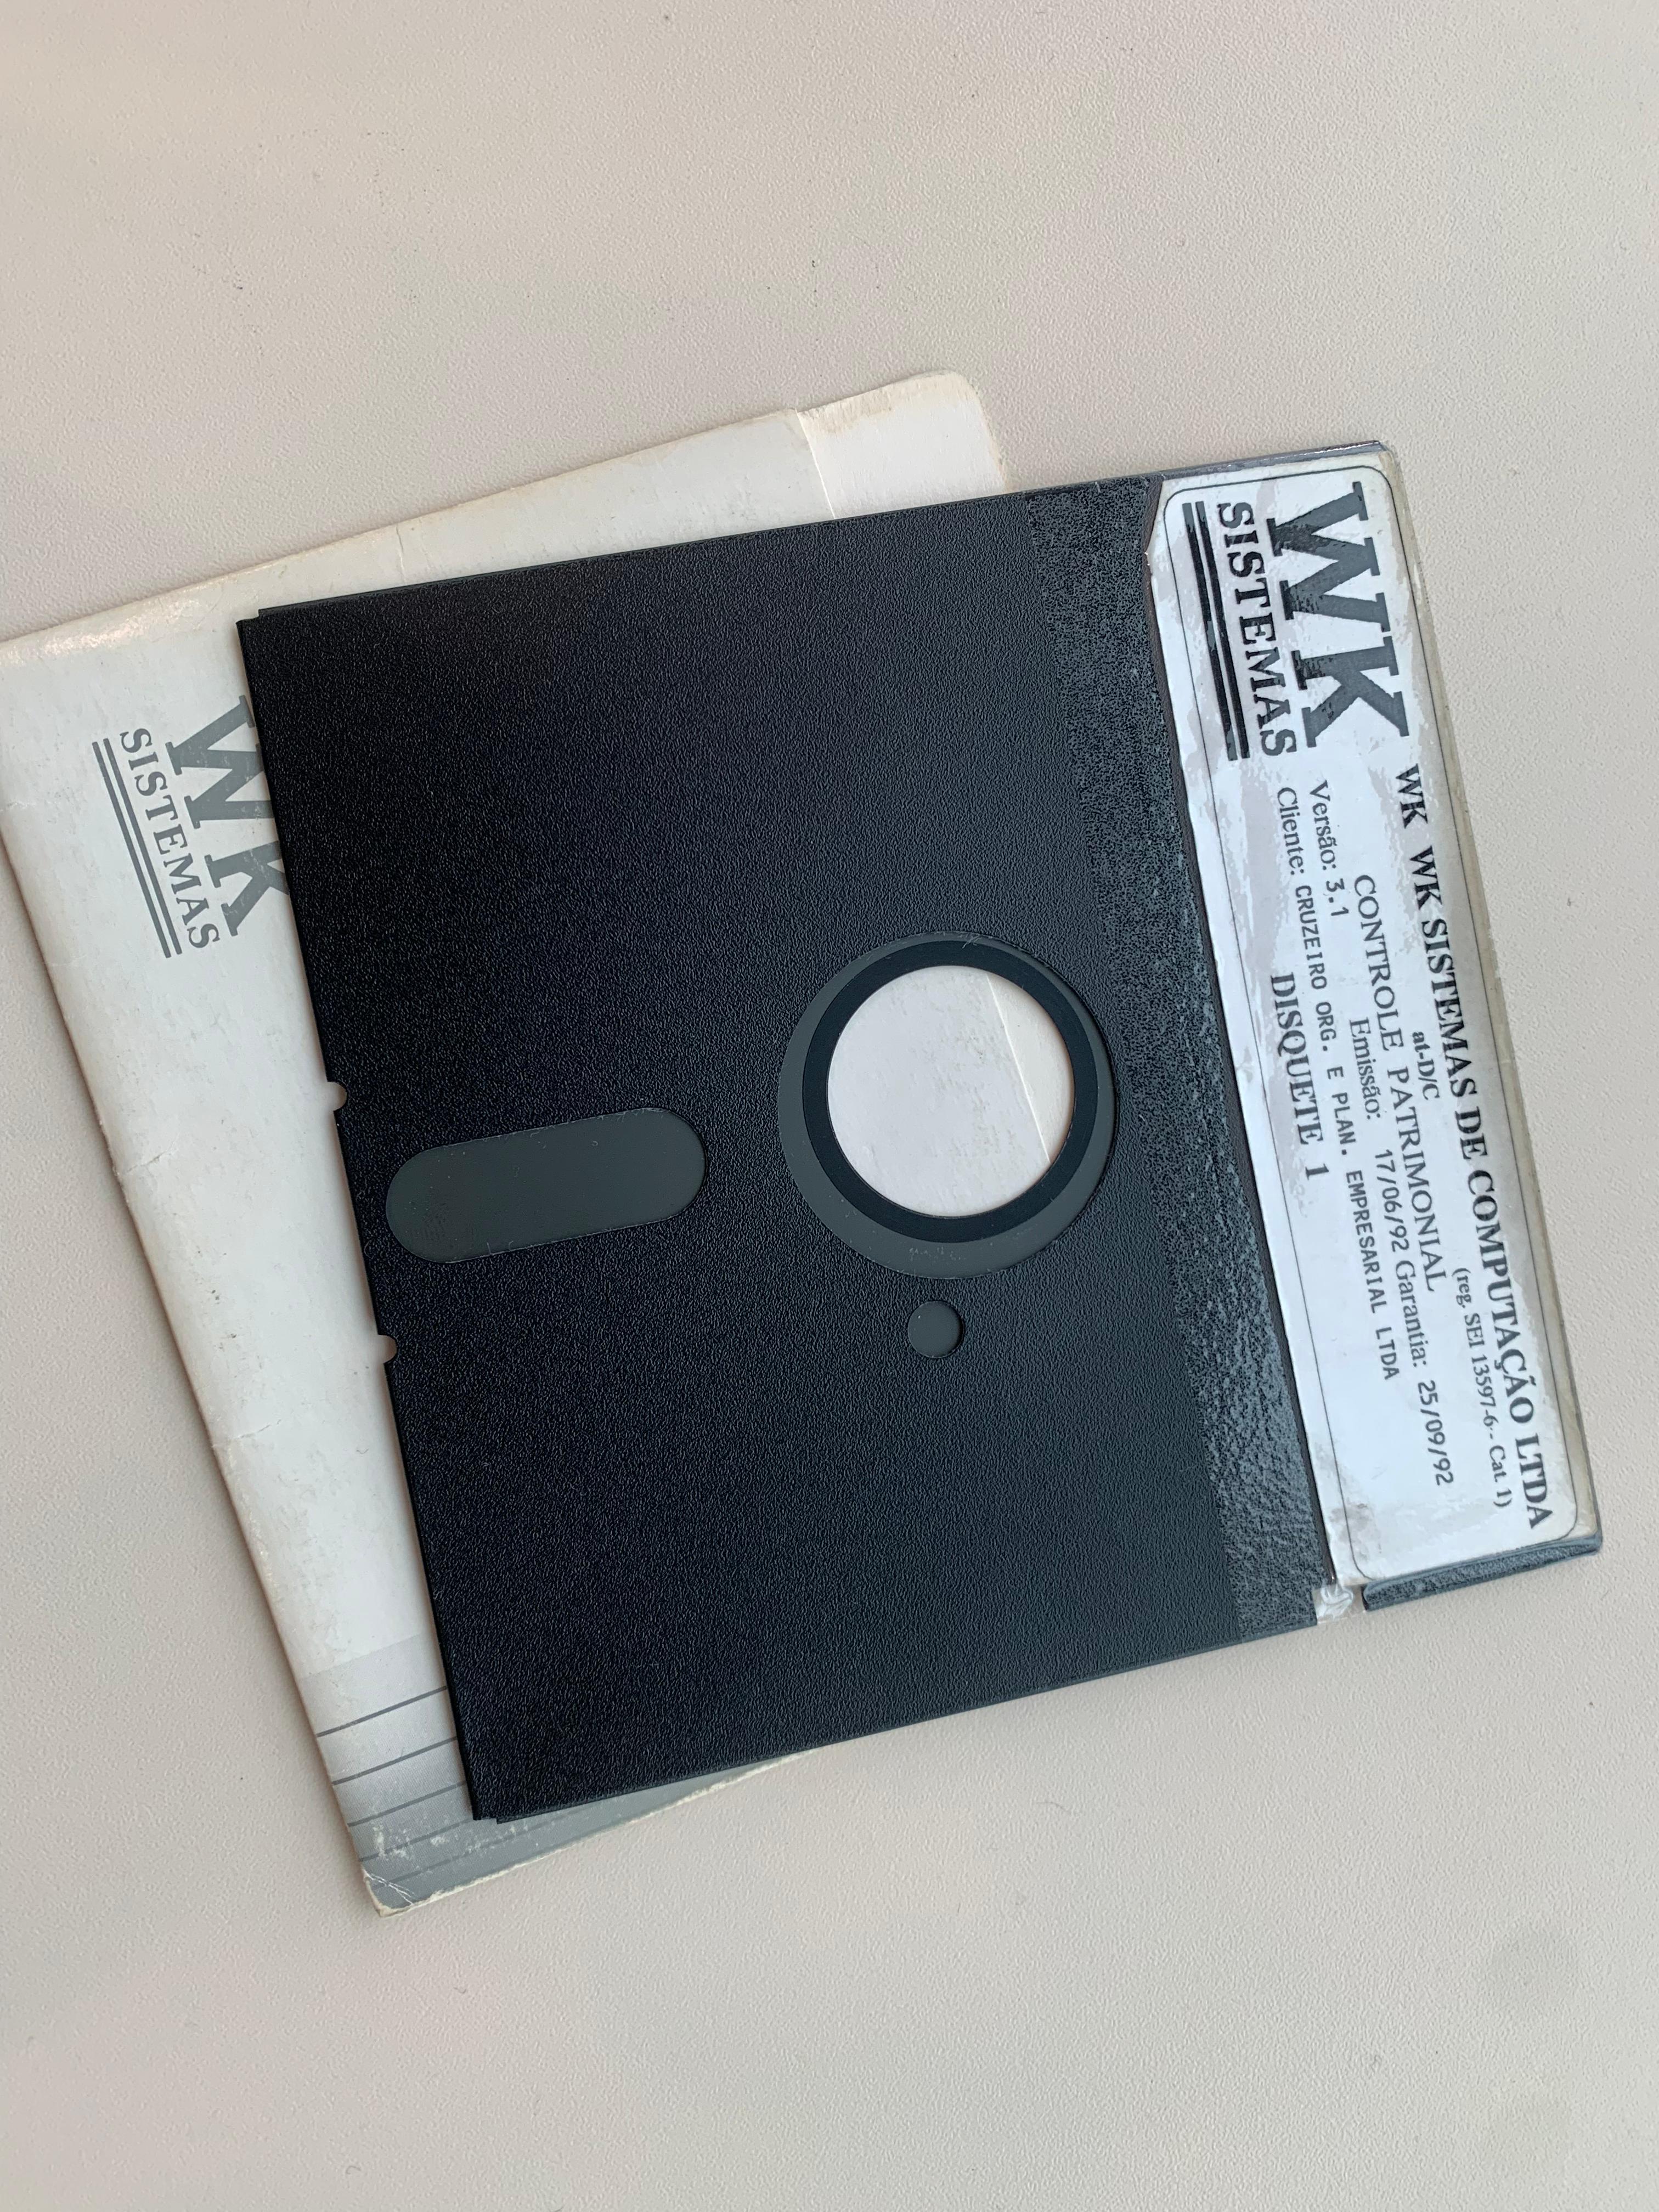 WK
SISTEMAS
WK WK SISTEMAS DE COMPUTAÇÃO LTDA
at-D/C (reg. SEI 13597-6 - Cat. 1)
CONTROLE PATRIMONIAL
Versão: 3.1 Emissão: 17/06/92 Garantia: 25/09/92
Cliente: CRUZEIRO ORG. E PLAN. EMPRESARIAL LTDA
DISQUETE 1
WK
SISTEMAS